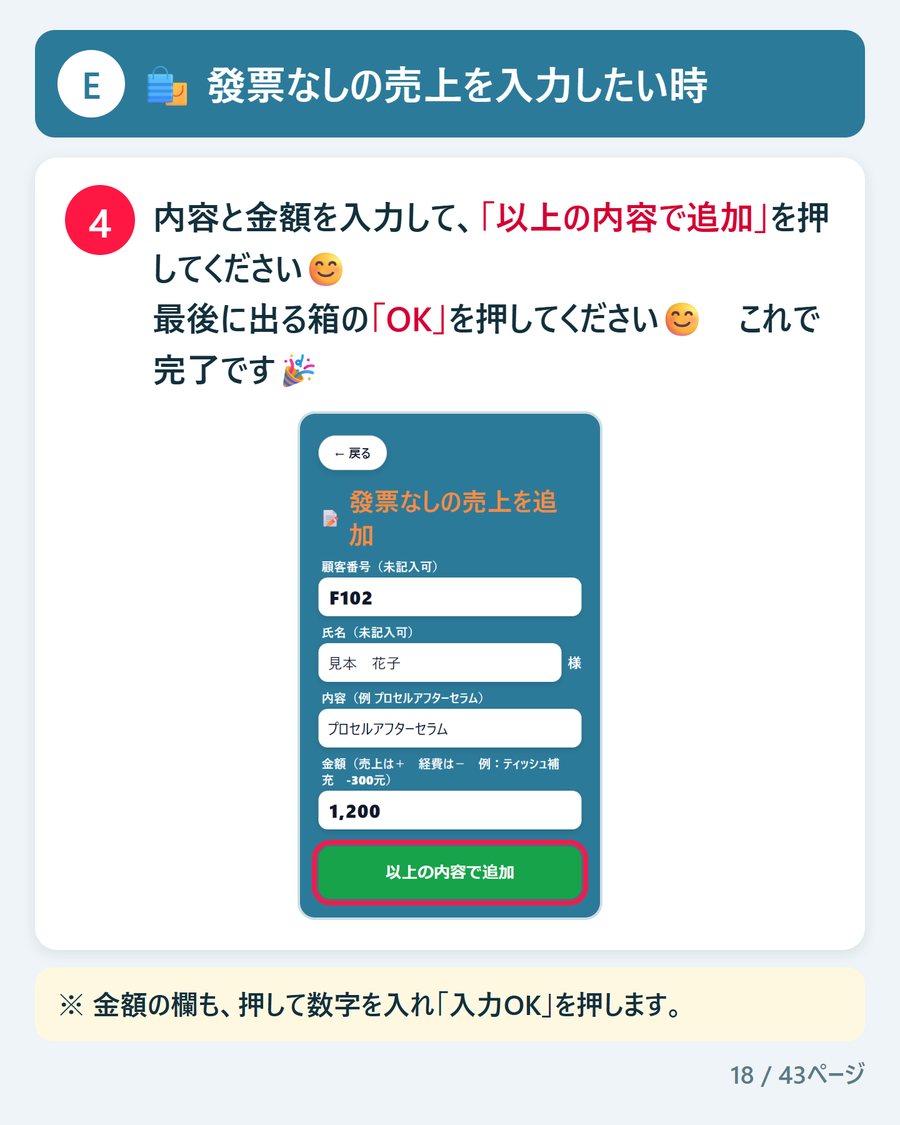 E 🛍️ 發票なしの売上を入力したい時
4 内容と金額を入力して、「以上の内容で追加」を押
してください😊
最後に出る箱の「OK」を押してください😊　これで
完了です🎉
← 戻る
📝 發票なしの売上を追
加
顧客番号（未記入可）
F102
氏名（未記入可）
見本　花子 様
内容（例 プロセルアフターセラム）
プロセルアフターセラム
金額（売上は＋　経費は－　例：ティッシュ補
充　-300元）
1,200
以上の内容で追加
※ 金額の欄も、押して数字を入れ「入力OK」を押します。
18 / 43ページ